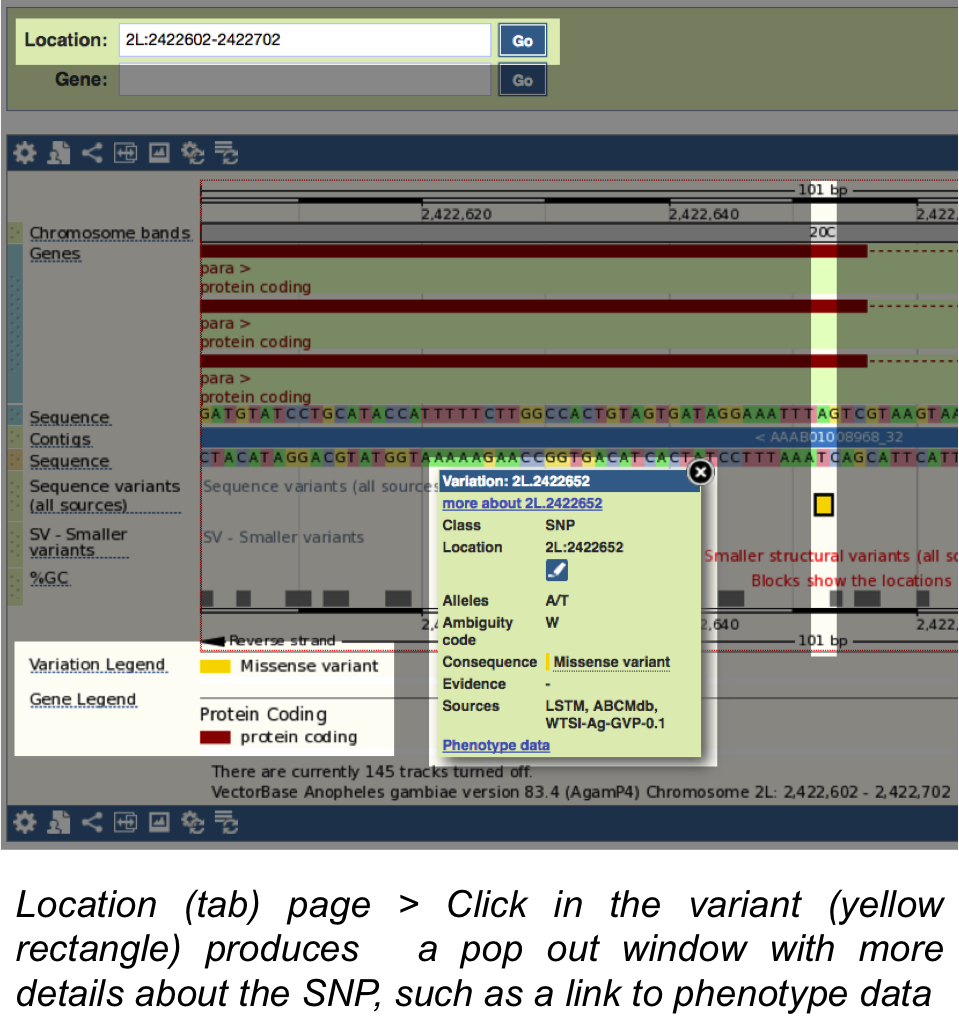 Location: 2L:2422602-2422702 Go
Gene: Go
101 bp
2,422,620 2,422,640 2,422,
Chromosome bands 20C
Genes
para >
protein coding
para >
protein coding
para >
protein coding
Sequence GATGTATCCTGCATACCATTTTTCTTGGCCACTGTAGTGATAGGAAATTTAGTCGTAAGTAA
Contigs < AAAB01008968_32
Sequence CTACATAGGACGTATGGTAAAAAGAACCGGTGACATCACTATCCTTTAAATCAGCATTCATT
Sequence variants
(all sources)
Sequence variants (all sources
SV - Smaller
variants
SV - Smaller variants
Smaller structural variants (all so
Blocks show the locations
%GC
2,4 640 2,422,
Reverse strand 101 bp
Variation: 2L.2422652
more about 2L.2422652
Class SNP
Location 2L:2422652
Alleles A/T
Ambiguity
code W
Consequence Missense variant
Evidence -
Sources LSTM, ABCMdb,
WTSI-Ag-GVP-0.1
Phenotype data
Variation Legend Missense variant
Gene Legend
Protein Coding
protein coding
There are currently 145 tracks turned off.
VectorBase Anopheles gambiae version 83.4 (AgamP4) Chromosome 2L: 2,422,602 - 2,422,702
Location (tab) page > Click in the variant (yellow
rectangle) produces a pop out window with more
details about the SNP, such as a link to phenotype data